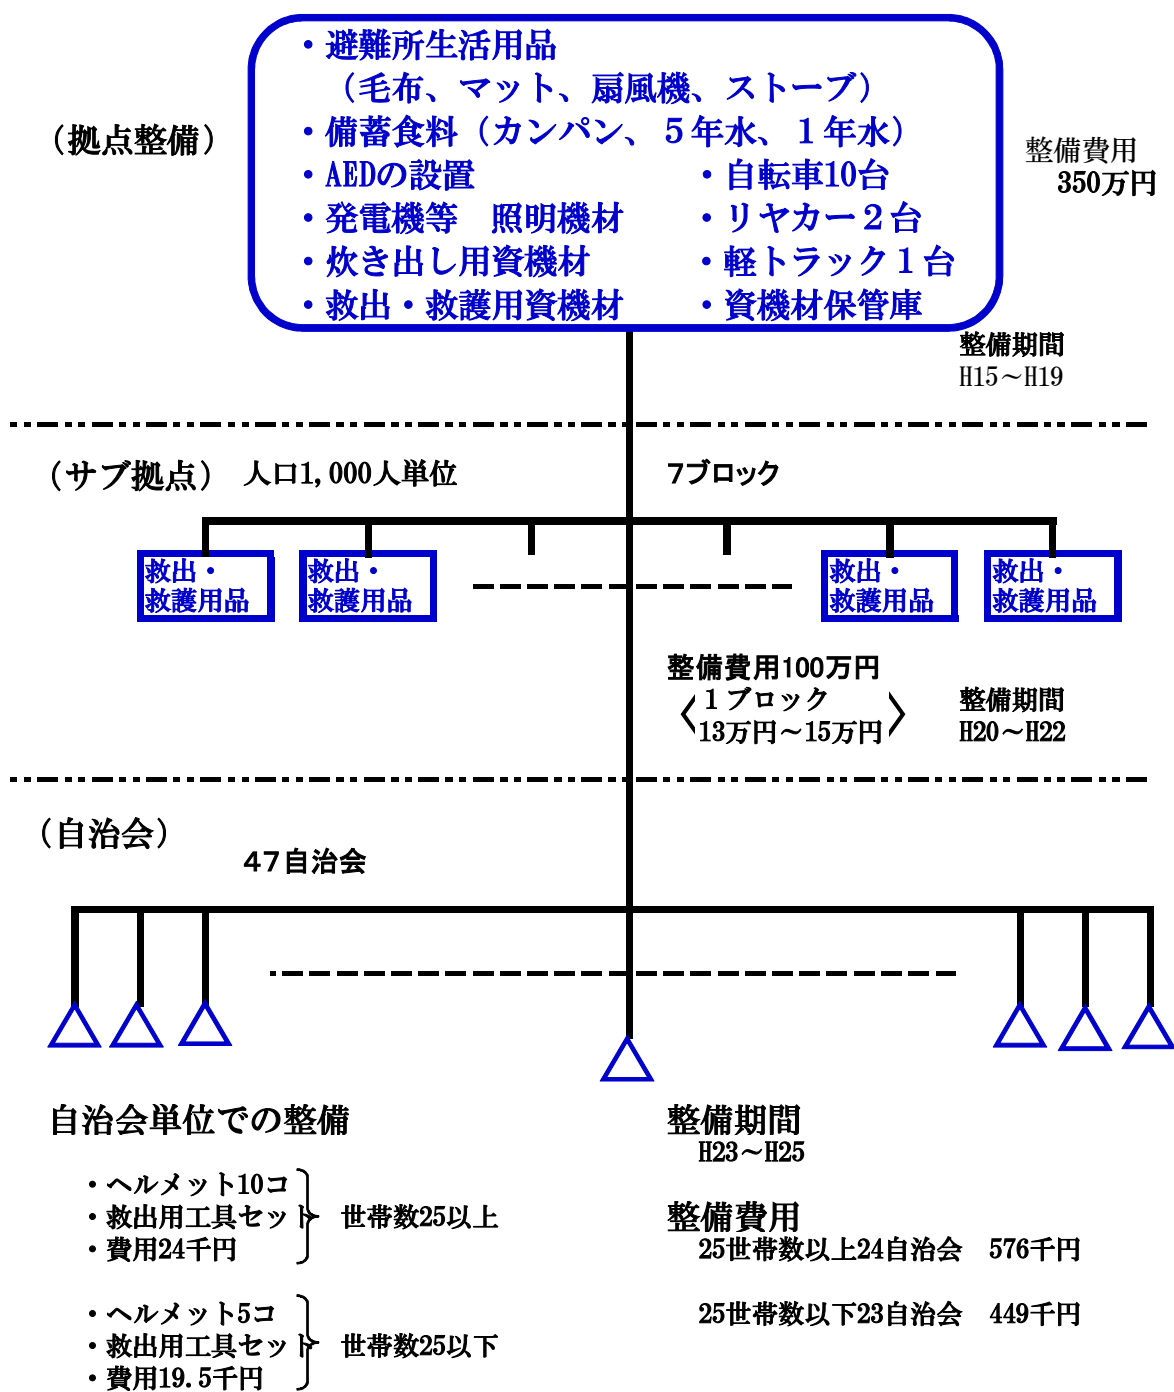 （拠点整備）
・避難所生活用品
（毛布、マット、扇風機、ストーブ）
・備蓄食料（カンパン、５年水、１年水）
・AEDの設置　・自転車10台
・発電機等　照明機材　・リヤカー２台
・炊き出し用資機材　・軽トラック１台
・救出・救護用資機材　・資機材保管庫
整備費用
350万円
整備期間
H15～H19
（サブ拠点）　人口1,000人単位　7ブロック
救出・
救護用品
救出・
救護用品
救出・
救護用品
救出・
救護用品
整備費用100万円
〈１ブロック
13万円～15万円〉
整備期間
H20～H22
（自治会）
47自治会
自治会単位での整備
・ヘルメット10コ
・救出用工具セット　世帯数25以上
・費用24千円
・ヘルメット5コ
・救出用工具セット　世帯数25以下
・費用19.5千円
整備期間
H23～H25
整備費用
25世帯数以上24自治会　576千円
25世帯数以下23自治会　449千円